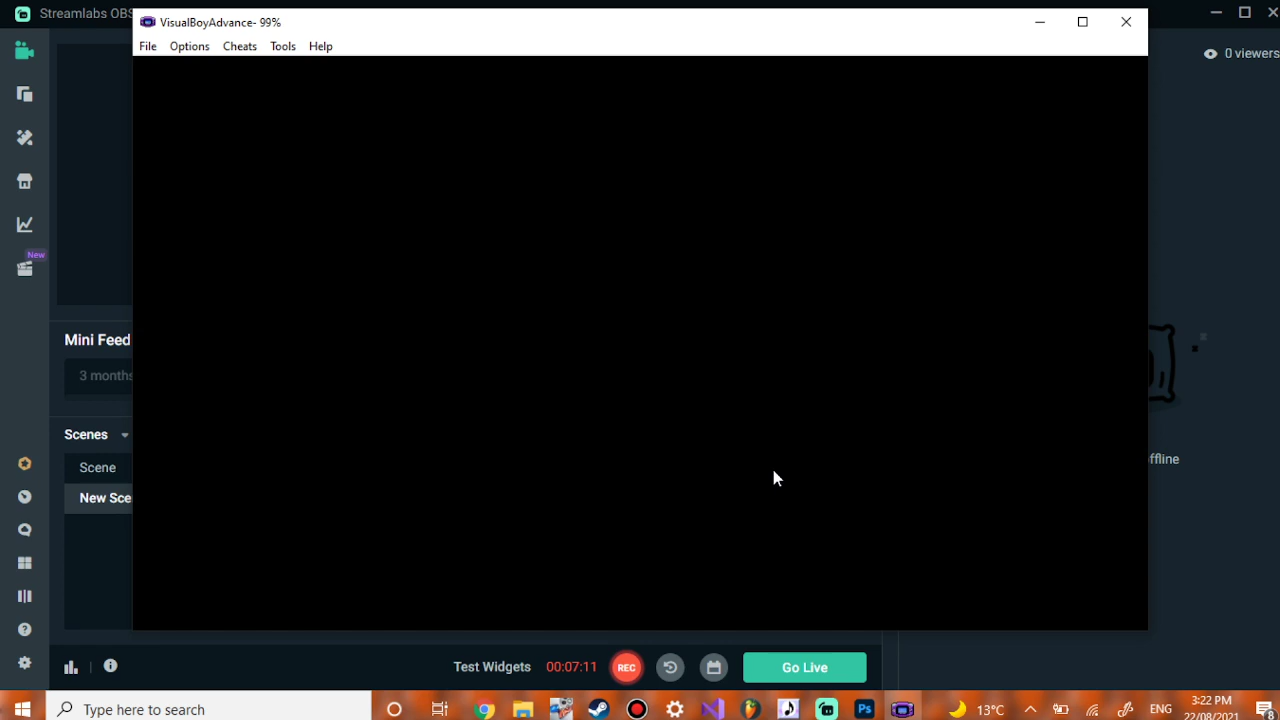 Streamlabs OBS
VisualBoyAdvance- 99%
File Options Cheats Tools Help
0 viewers
New
Mini Feed
3 months
Scenes
Scene
New Sce
ffline
Test Widgets 00:07:11 REC Go Live
Type here to search
Ps
13°C ENG
3:22 PM
22/08/2021